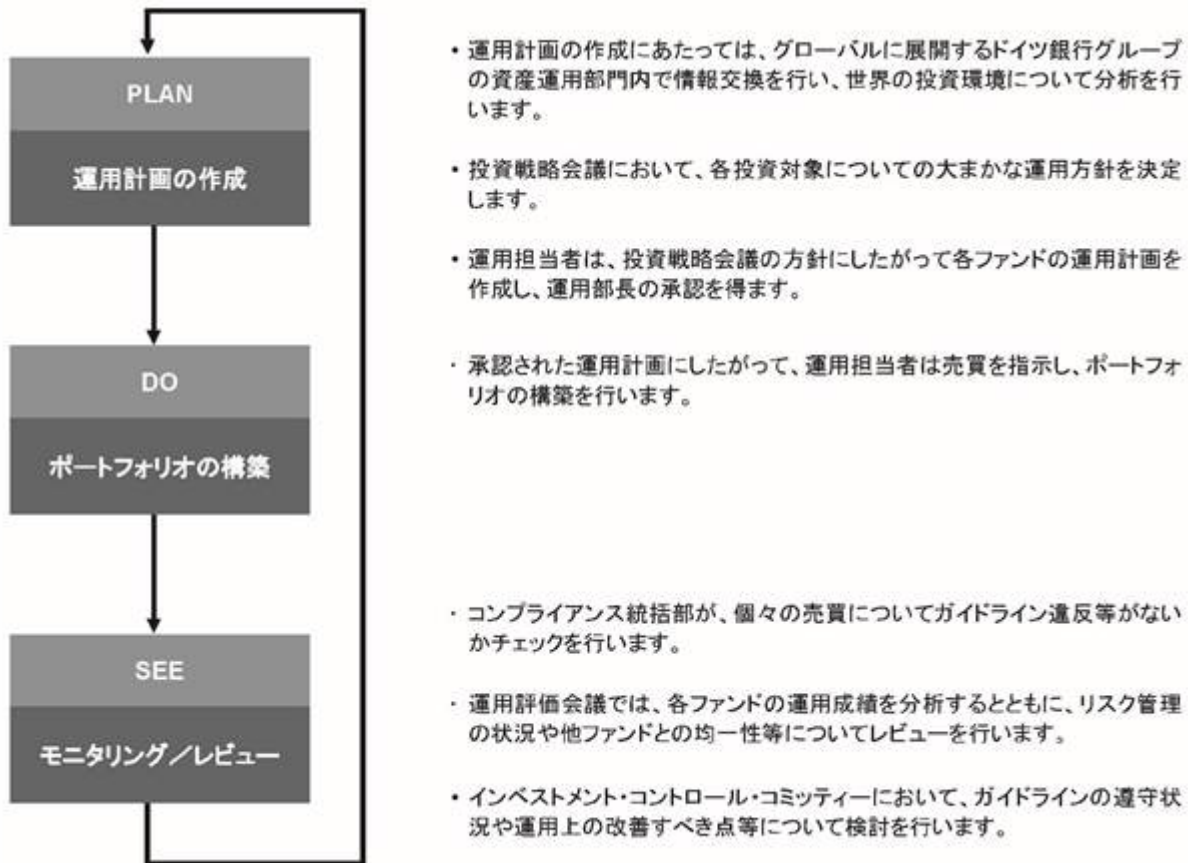 PLAN
運用計画の作成
・運用計画の作成にあたっては、グローバルに展開するドイツ銀行グループ
の資産運用部門内で情報交換を行い、世界の投資環境について分析を行
います。
・投資戦略会議において、各投資対象についての大まかな運用方針を決定
します。
・運用担当者は、投資戦略会議の方針にしたがって各ファンドの運用計画を
作成し、運用部長の承認を得ます。
DO
ポートフォリオの構築
・承認された運用計画にしたがって、運用担当者は売買を指示し、ポートフォ
リオの構築を行います。
SEE
モニタリング／レビュー
・コンプライアンス統括部が、個々の売買についてガイドライン違反等がない
かチェックを行います。
・運用評価会議では、各ファンドの運用成績を分析するとともに、リスク管理
の状況や他ファンドとの均一性等についてレビューを行います。
・インベストメント・コントロール・コミッティーにおいて、ガイドラインの遵守状
況や運用上の改善すべき点等について検討を行います。